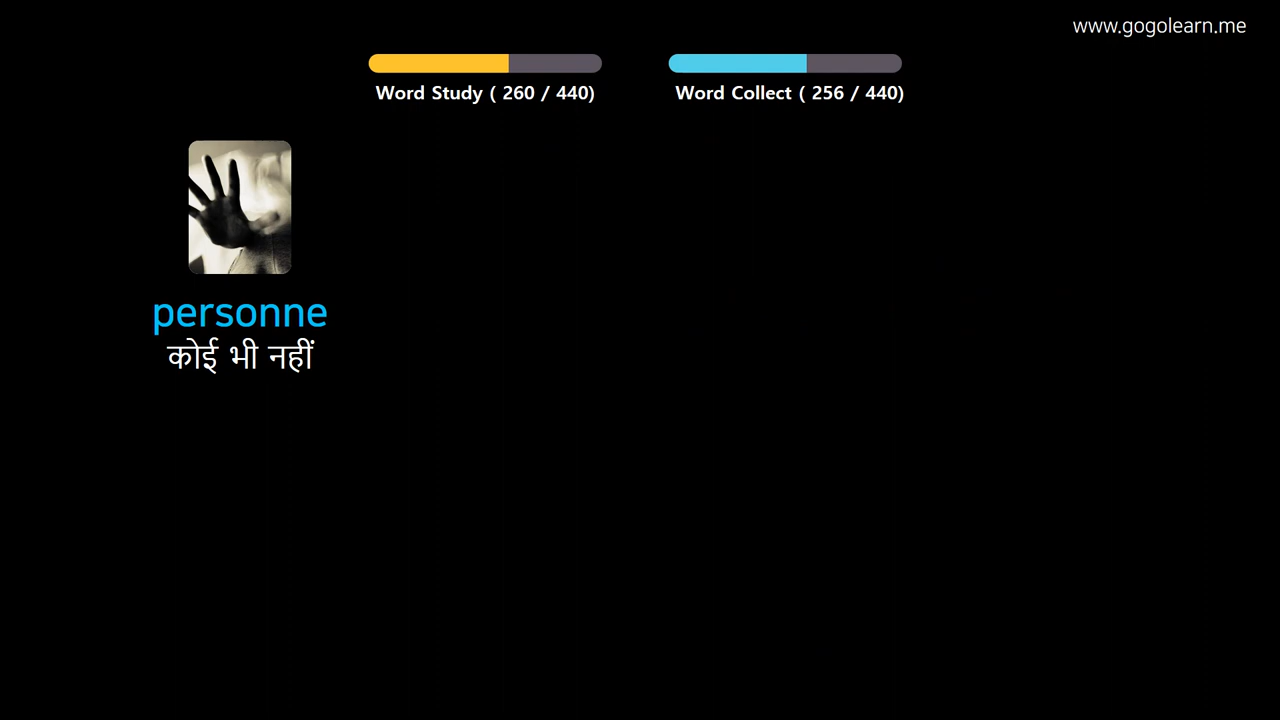 www.gogolearn.me
Word Study ( 260 / 440)
Word Collect ( 256 / 440)
personne
कोई भी नहीं